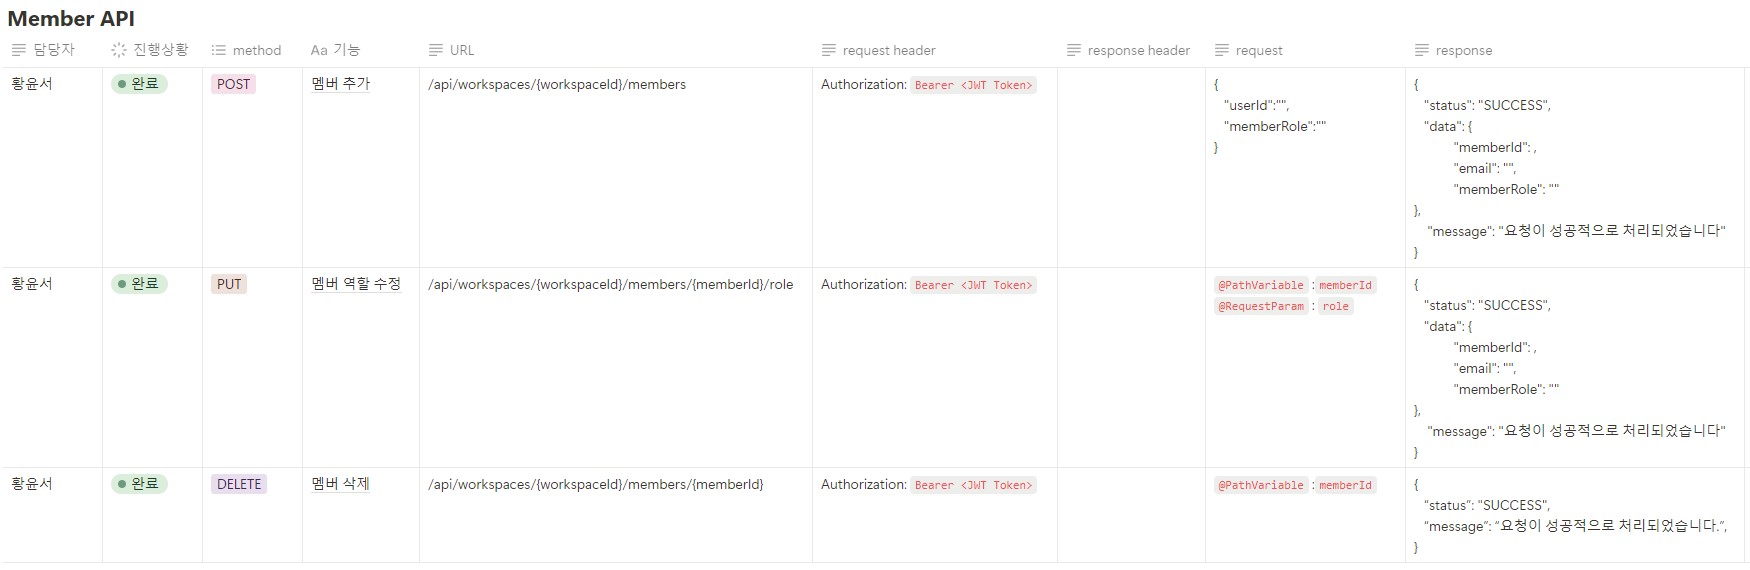 Member API
담당자 진행상황 method Aa 기능 URL request header response header request response
황윤서 완료 POST 멤버 추가 /api/workspaces/{workspaceId}/members Authorization: Bearer <JWT Token>
{
"userId":"",
"memberRole":""
}
{
"status": "SUCCESS",
"data": {
"memberId": ,
"email": "",
"memberRole": ""
},
"message": "요청이 성공적으로 처리되었습니다"
}
황윤서 완료 PUT 멤버 역할 수정 /api/workspaces/{workspaceId}/members/{memberId}/role Authorization: Bearer <JWT Token>
@PathVariable : memberId
@RequestParam : role
{
"status": "SUCCESS",
"data": {
"memberId": ,
"email": "",
"memberRole": ""
},
"message": "요청이 성공적으로 처리되었습니다"
}
황윤서 완료 DELETE 멤버 삭제 /api/workspaces/{workspaceId}/members/{memberId} Authorization: Bearer <JWT Token>
@PathVariable : memberId
{
“status”: "SUCCESS",
“message”: “요청이 성공적으로 처리되었습니다.”,
}